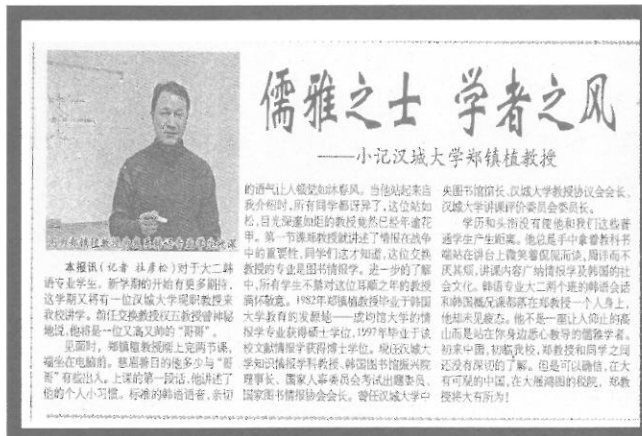 儒雅之士 学者之风
——小记汉城大学郑镇植教授
本报讯(记者 杜彦松)对于大二韩
语专业学生,新学期的开始有更多期待,
这学期又将有一位汉城大学现职教授来
我校讲学。前任交换教授权五新教授曾神秘
地说,他将是一位又高又帅的“哥哥”。
见面时,郑镇植教授刚上完两节课,
端坐在电脑前。慈眉善目的他多少与“哥
哥”有些出入。上课的第一段话,他讲述了
他的个人小习惯。标准的韩语语音,亲切
的语气让人顿觉如沐春风。当他站起来自
我介绍时,所有同学都讶异了,这位站如
松,目光深邃如炬的教授竟然已经年逾花
甲。第一节课郑教授就讲述了情报在战争
中的重要性,同学们这才知道,这位交换
教授的专业是图书情报学。进一步的了解
中,所有学生不量对这位耳顺之年的教授
满怀敬意。1982年郑镇植教授毕业于韩国
大学教育的发源地——成均馆大学的情
报学专业获得硕士学位,1997年毕业于该
校文献情报学获得博士学位。现任汉城大
学知识情报学科教授、韩国图书馆振兴院
理事长、国家人事委员会考试出题委员、
国家图书情报协会会长。曾任汉城大学中
央图书馆馆长、汉城大学教授协议会会长、
汉城大学讲课评价委员会委员长。
学历和头衔没有使他和我们这些普
通学生产生距离。他总是手中拿着教科书
端站在讲台上微笑着侃侃而谈,周详而不
厌其烦,讲课内容广纳情报学及韩国的社
会文化。韩语专业大二两个班的韩语会话
和韩国概况课都落在郑教授一个人身上,
他却未见疲态。他不是一座让人仰止的高
山而是站在你身边悉心教导的儒雅学者。
初来中国,初临我校,郑教授和同学之间
还没有深切的了解。但是可以确信,在大
有可观的中国,在大展鸿图的我院,郑教
授将大有所为!